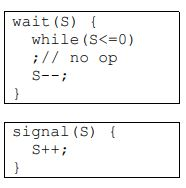 wait(S) {
while(S<=0)
;// no op
S--;
}
signal(S) {
S++;
}